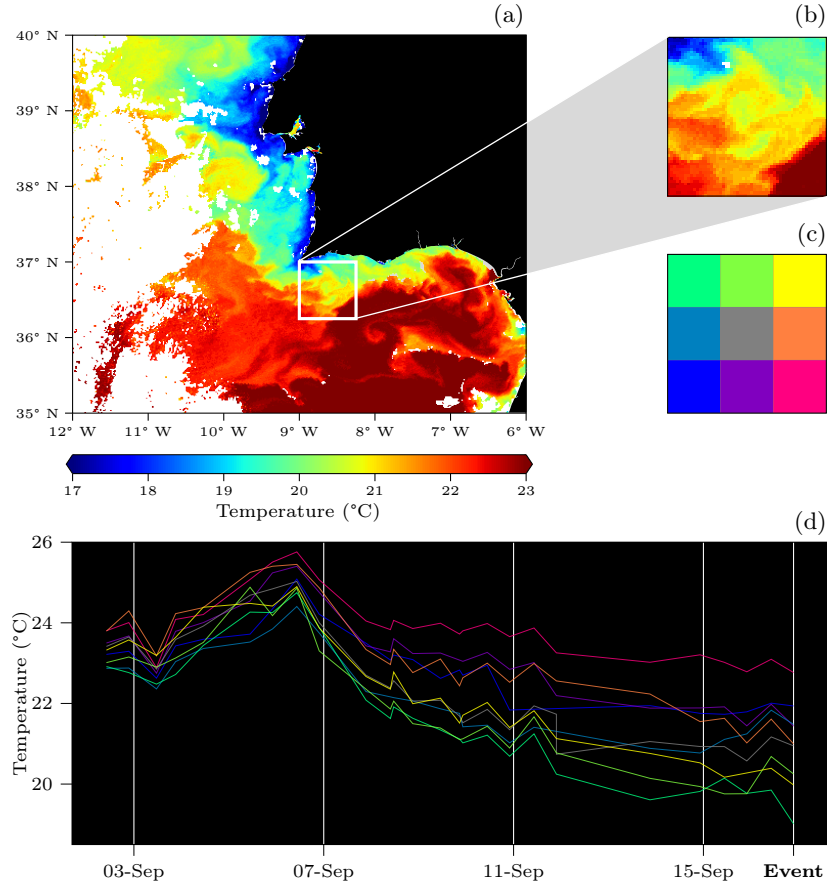 (a)
(b)
40° N
39° N
38° N
37° N
36° N
35° N
12° W 11° W 10° W 9° W 8° W 7° W 6° W
17 18 19 20 21 22 23
Temperature (°C)
(c)
(d)
Temperature (°C)
26
24
22
20
03-Sep 07-Sep 11-Sep 15-Sep Event